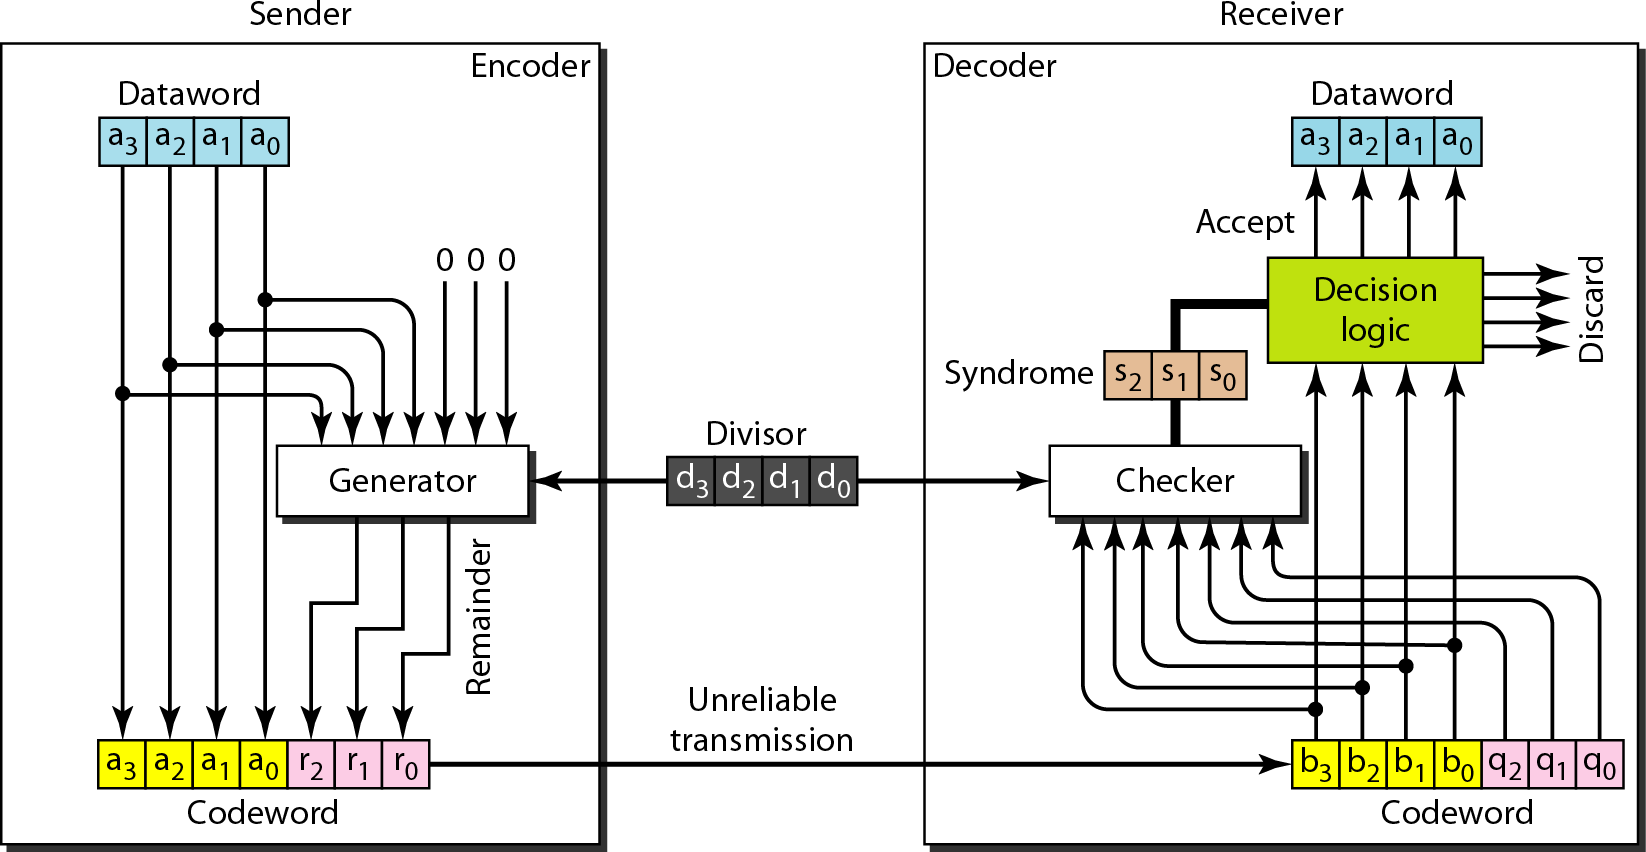 Sender
Receiver
Encoder
Decoder
Dataword
a3 a2 a1 a0
0 0 0
Generator
Remainder
a3 a2 a1 a0 r2 r1 r0
Codeword
Divisor
d3 d2 d1 d0
Unreliable
transmission
Dataword
a3 a2 a1 a0
Accept
Decision
logic
Discard
Syndrome
s2 s1 s0
Checker
b3 b2 b1 b0 q2 q1 q0
Codeword